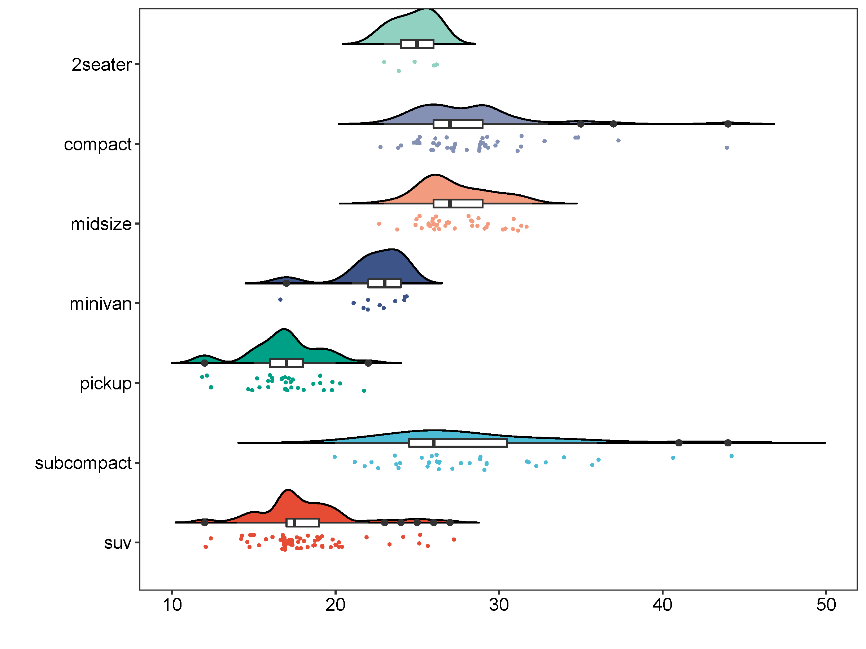 2seater
compact
midsize
minivan
pickup
subcompact
suv
10 20 30 40 50